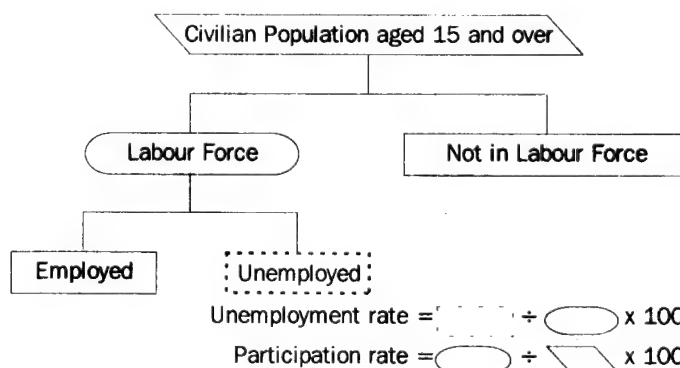 Civilian Population aged 15 and over
Labour Force
Not in Labour Force
Employed
Unemployed
Unemployment rate = ÷ x 100
Participation rate = ÷ x 100